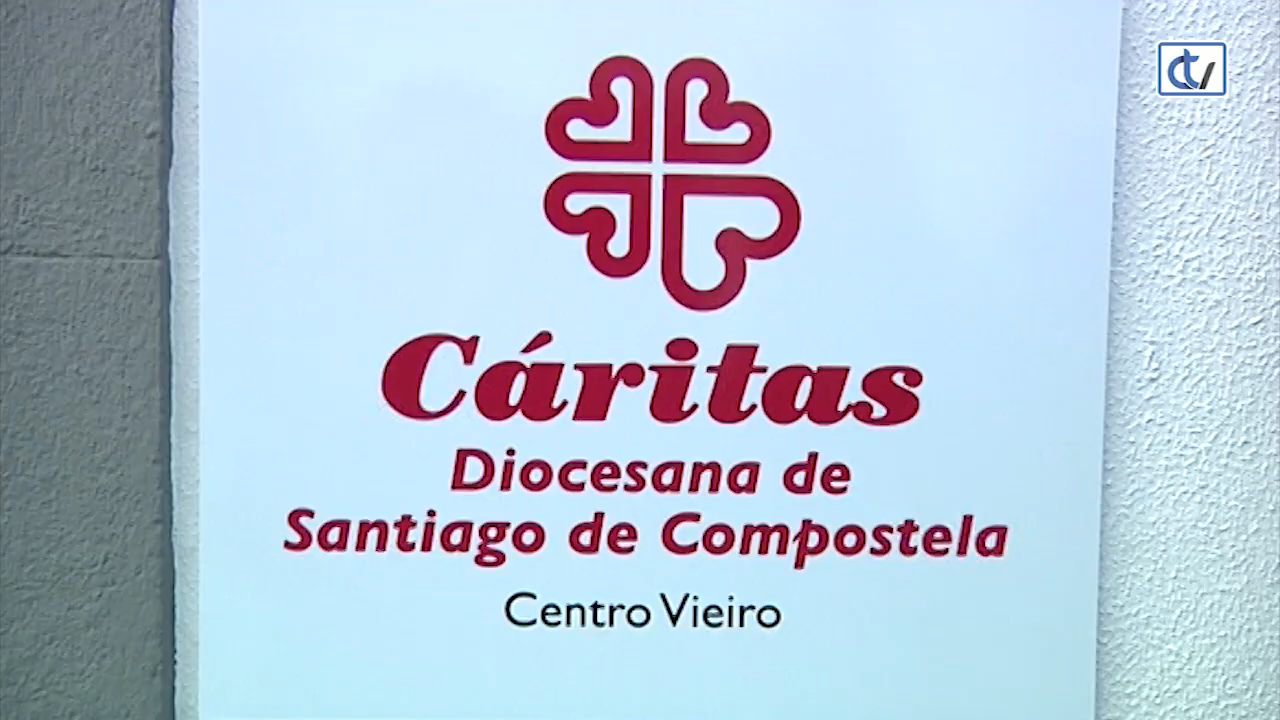 Cáritas
Diocesana de
Santiago de Compostela
Centro Vieiro